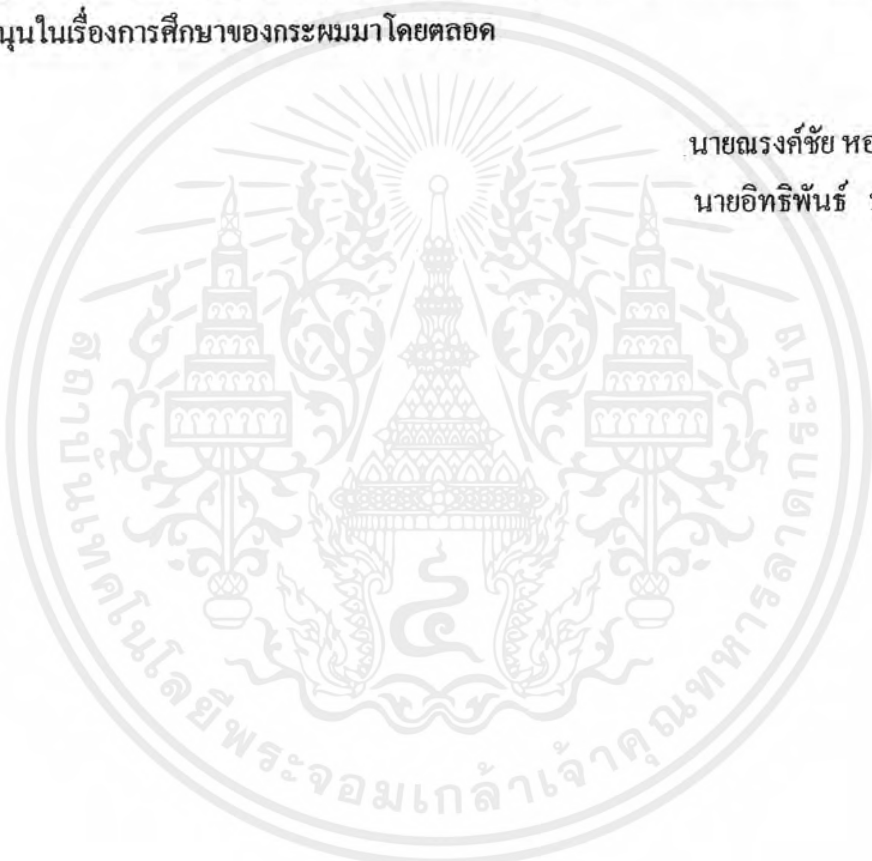 นุนในเรื่องการศึกษาของกระผมมาโดยตลอด
นายณรงค์ชัย หอ
นายอิทธิพันธ์
สถาบันเทคโนโลยีพระจอมเกล้าเจ้าคุณทหารลาดกระบัง
๔